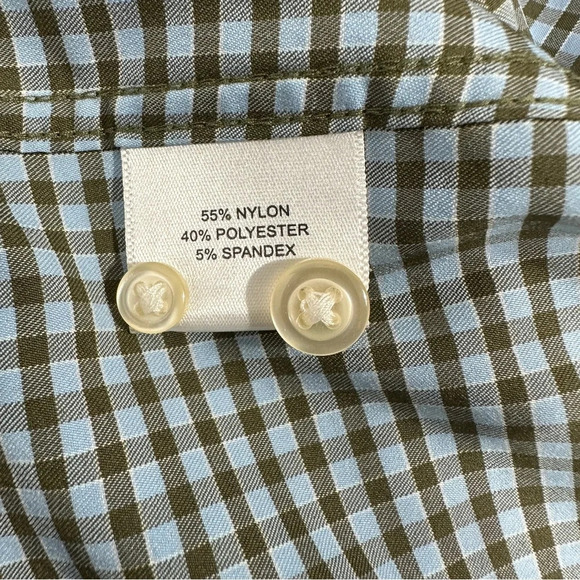 55% NYLON
40% POLYESTER
5% SPANDEX